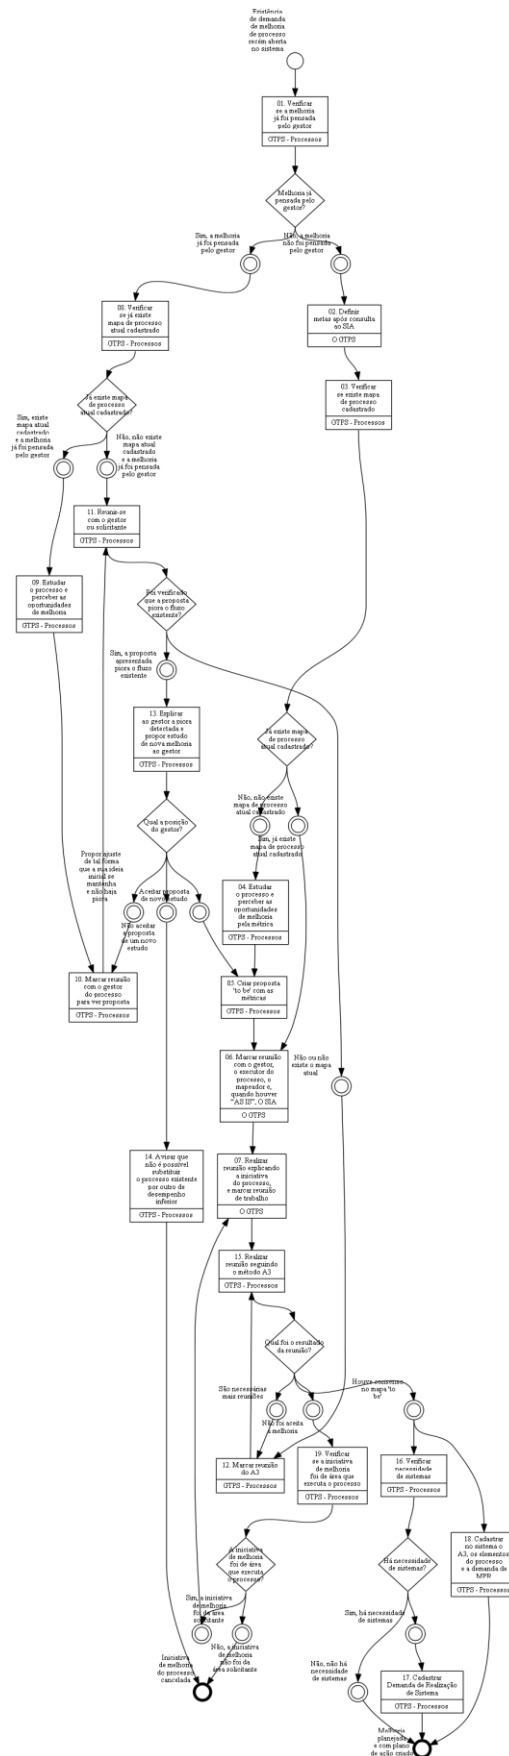 Existência
de demanda
de melhoria
de processo
recém aberta
no sistema
01. Verificar
se a melhoria
já foi pensada
pelo gestor
GTPS - Processos
Melhoria já
pensada pelo
gestor?
Sim, a melhoria
já foi pensada
pelo gestor
Não, a melhoria
não foi pensada
pelo gestor
08. Verificar
se já existe
mapa de processo
atual cadastrado
GTPS - Processos
02. Definir
metas após consulta
ao SIA
O GTPS
03. Verificar
se existe mapa
de processo
cadastrado
GTPS - Processos
Já existe mapa
de processo
atual cadastrado?
Sim, existe
mapa atual
cadastrado
e a melhoria
já foi pensada
pelo gestor
Não, não existe
mapa atual
cadastrado
e a melhoria
já foi pensada
pelo gestor
11. Reunir-se
com o gestor
ou solicitante
GTPS - Processos
09. Estudar
o processo e
perceber as
oportunidades
de melhoria
GTPS - Processos
Foi verificado
que a proposta
piora o fluxo
existente?
Sim, a proposta
apresentada
piora o fluxo
existente
13. Explicar
ao gestor a piora
detectada e
propor estudo
de nova melhoria
ao gestor
GTPS - Processos
Já existe mapa
de processo
atual cadastrado?
Não, não existe
mapa de processo
atual cadastrado
Sim, já existe
mapa de processo
atual cadastrado
Qual a posição
do gestor?
Propor ajuste
de tal forma
que a sua ideia
inicial se
mantenha
e não haja
piora
Aceitar proposta
de novo estudo
Não aceitar
a proposta
de um novo
estudo
04. Estudar
o processo e
perceber as
oportunidades
de melhoria
pela métrica
GTPS - Processos
10. Marcar reunião
com o gestor
do processo
para ver proposta
GTPS - Processos
05. Criar proposta
'to be' com as
métricas
GTPS - Processos
06. Marcar reunião
com o gestor,
o executor do
processo, o
mapeador e,
quando houver
"AS IS", O SIA
O GTPS
Não ou não
existe o mapa
atual
14. Avisar que
não é possível
substituir
o processo existente
por outro de
desempenho
inferior
GTPS - Processos
07. Realizar
reunião explicando
a iniciativa
do processo,
e marcar reunião
de trabalho
O GTPS
15. Realizar
reunião seguindo
o método A3
GTPS - Processos
Qual foi o resultado
da reunião?
São necessárias
mais reuniões
Não foi aceita
a melhoria
Houve consenso
no mapa 'to
be'
12. Marcar reunião
do A3
GTPS - Processos
19. Verificar
se a iniciativa
de melhoria
foi de área que
executa o processo
GTPS - Processos
16. Verificar
necessidade
de sistemas
GTPS - Processos
18. Cadastrar
no sistema o
A3, os elementos
do processo
e a demanda de
MPR
GTPS - Processos
A iniciativa
de melhoria
foi de área
que executa
o processo?
Há necessidade
de sistemas?
Sim, a iniciativa
de melhoria
foi da área
solicitante
Não, a iniciativa
de melhoria
não foi da
área solicitante
Sim, há necessidade
de sistemas
Não, não há
necessidade
de sistemas
17. Cadastrar
Demanda de Realização
de Sistema
GTPS - Processos
Iniciativa
de melhoria
do processo
cancelada
Melhoria
planejada
e com plano
de ação criado